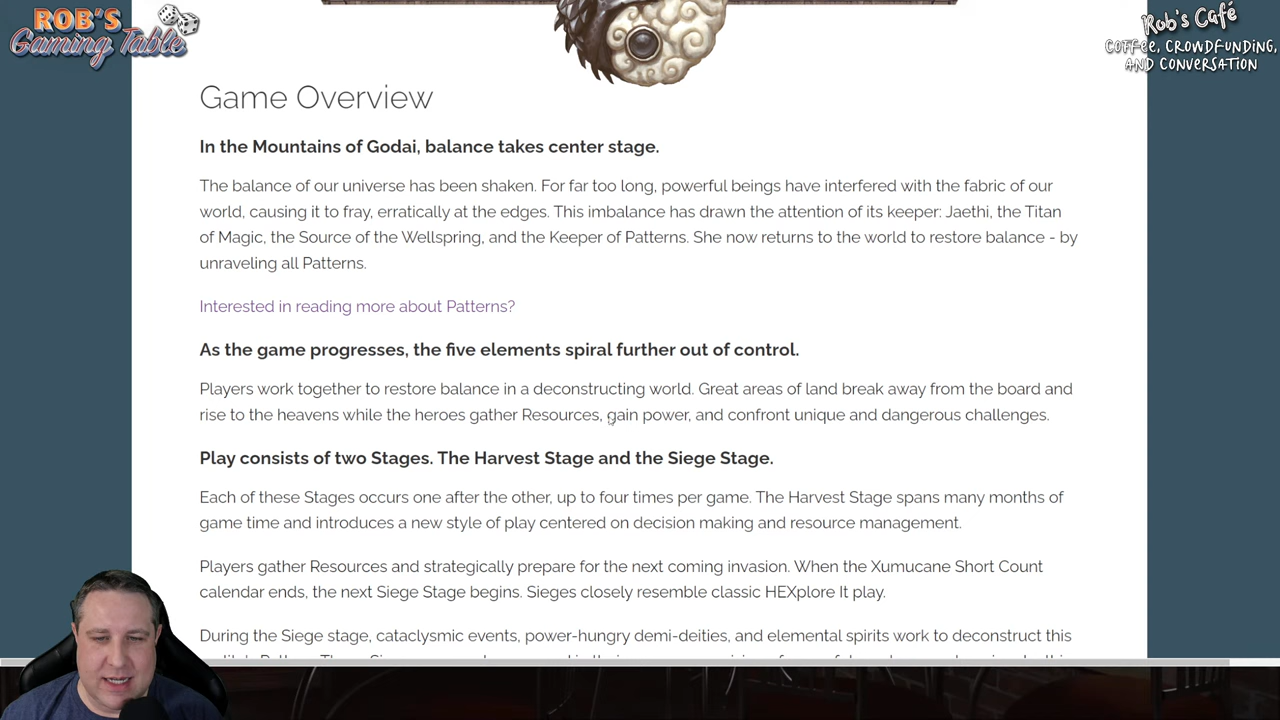 ROB'S
Gaming Table
Rob's Café
COFFEE, CROWDFUNDING,
AND CONVERSATION
Game Overview
In the Mountains of Godai, balance takes center stage.
The balance of our universe has been shaken. For far too long, powerful beings have interfered with the fabric of our
world, causing it to fray, erratically at the edges. This imbalance has drawn the attention of its keeper: Jaethi, the Titan
of Magic, the Source of the Wellspring, and the Keeper of Patterns. She now returns to the world to restore balance - by
unraveling all Patterns.
Interested in reading more about Patterns?
As the game progresses, the five elements spiral further out of control.
Players work together to restore balance in a deconstructing world. Great areas of land break away from the board and
rise to the heavens while the heroes gather Resources, gain power, and confront unique and dangerous challenges.
Play consists of two Stages. The Harvest Stage and the Siege Stage.
Each of these Stages occurs one after the other, up to four times per game. The Harvest Stage spans many months of
game time and introduces a new style of play centered on decision making and resource management.
Players gather Resources and strategically prepare for the next coming invasion. When the Xumucane Short Count
calendar ends, the next Siege Stage begins. Sieges closely resemble classic HEXplore It play.
During the Siege stage, cataclysmic events, power-hungry demi-deities, and elemental spirits work to deconstruct this